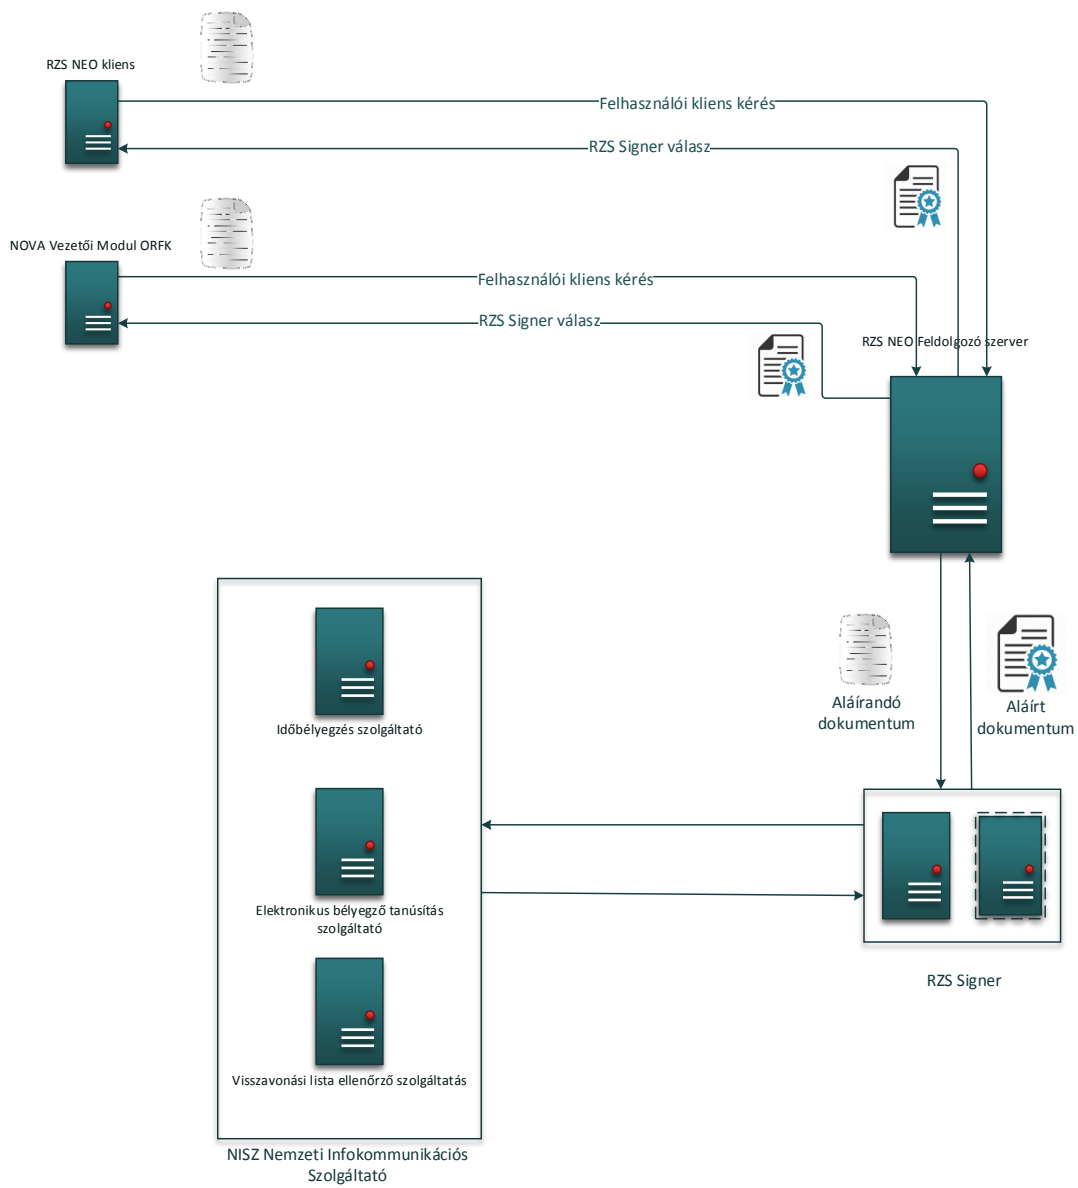 RZS NEO kliens
Felhasználói kliens kérés
RZS Signer válasz
NOVA Vezetői Modul ORFK
Felhasználói kliens kérés
RZS Signer válasz
RZS NEO Feldolgozó szerver
Aláírandó
dokumentum
Aláírt
dokumentum
Időbélyegzés szolgáltató
Elektronikus bélyegző tanúsítás
szolgáltató
Visszavonási lista ellenőrző szolgáltatás
RZS Signer
NISZ Nemzeti Infokommunikációs
Szolgáltató